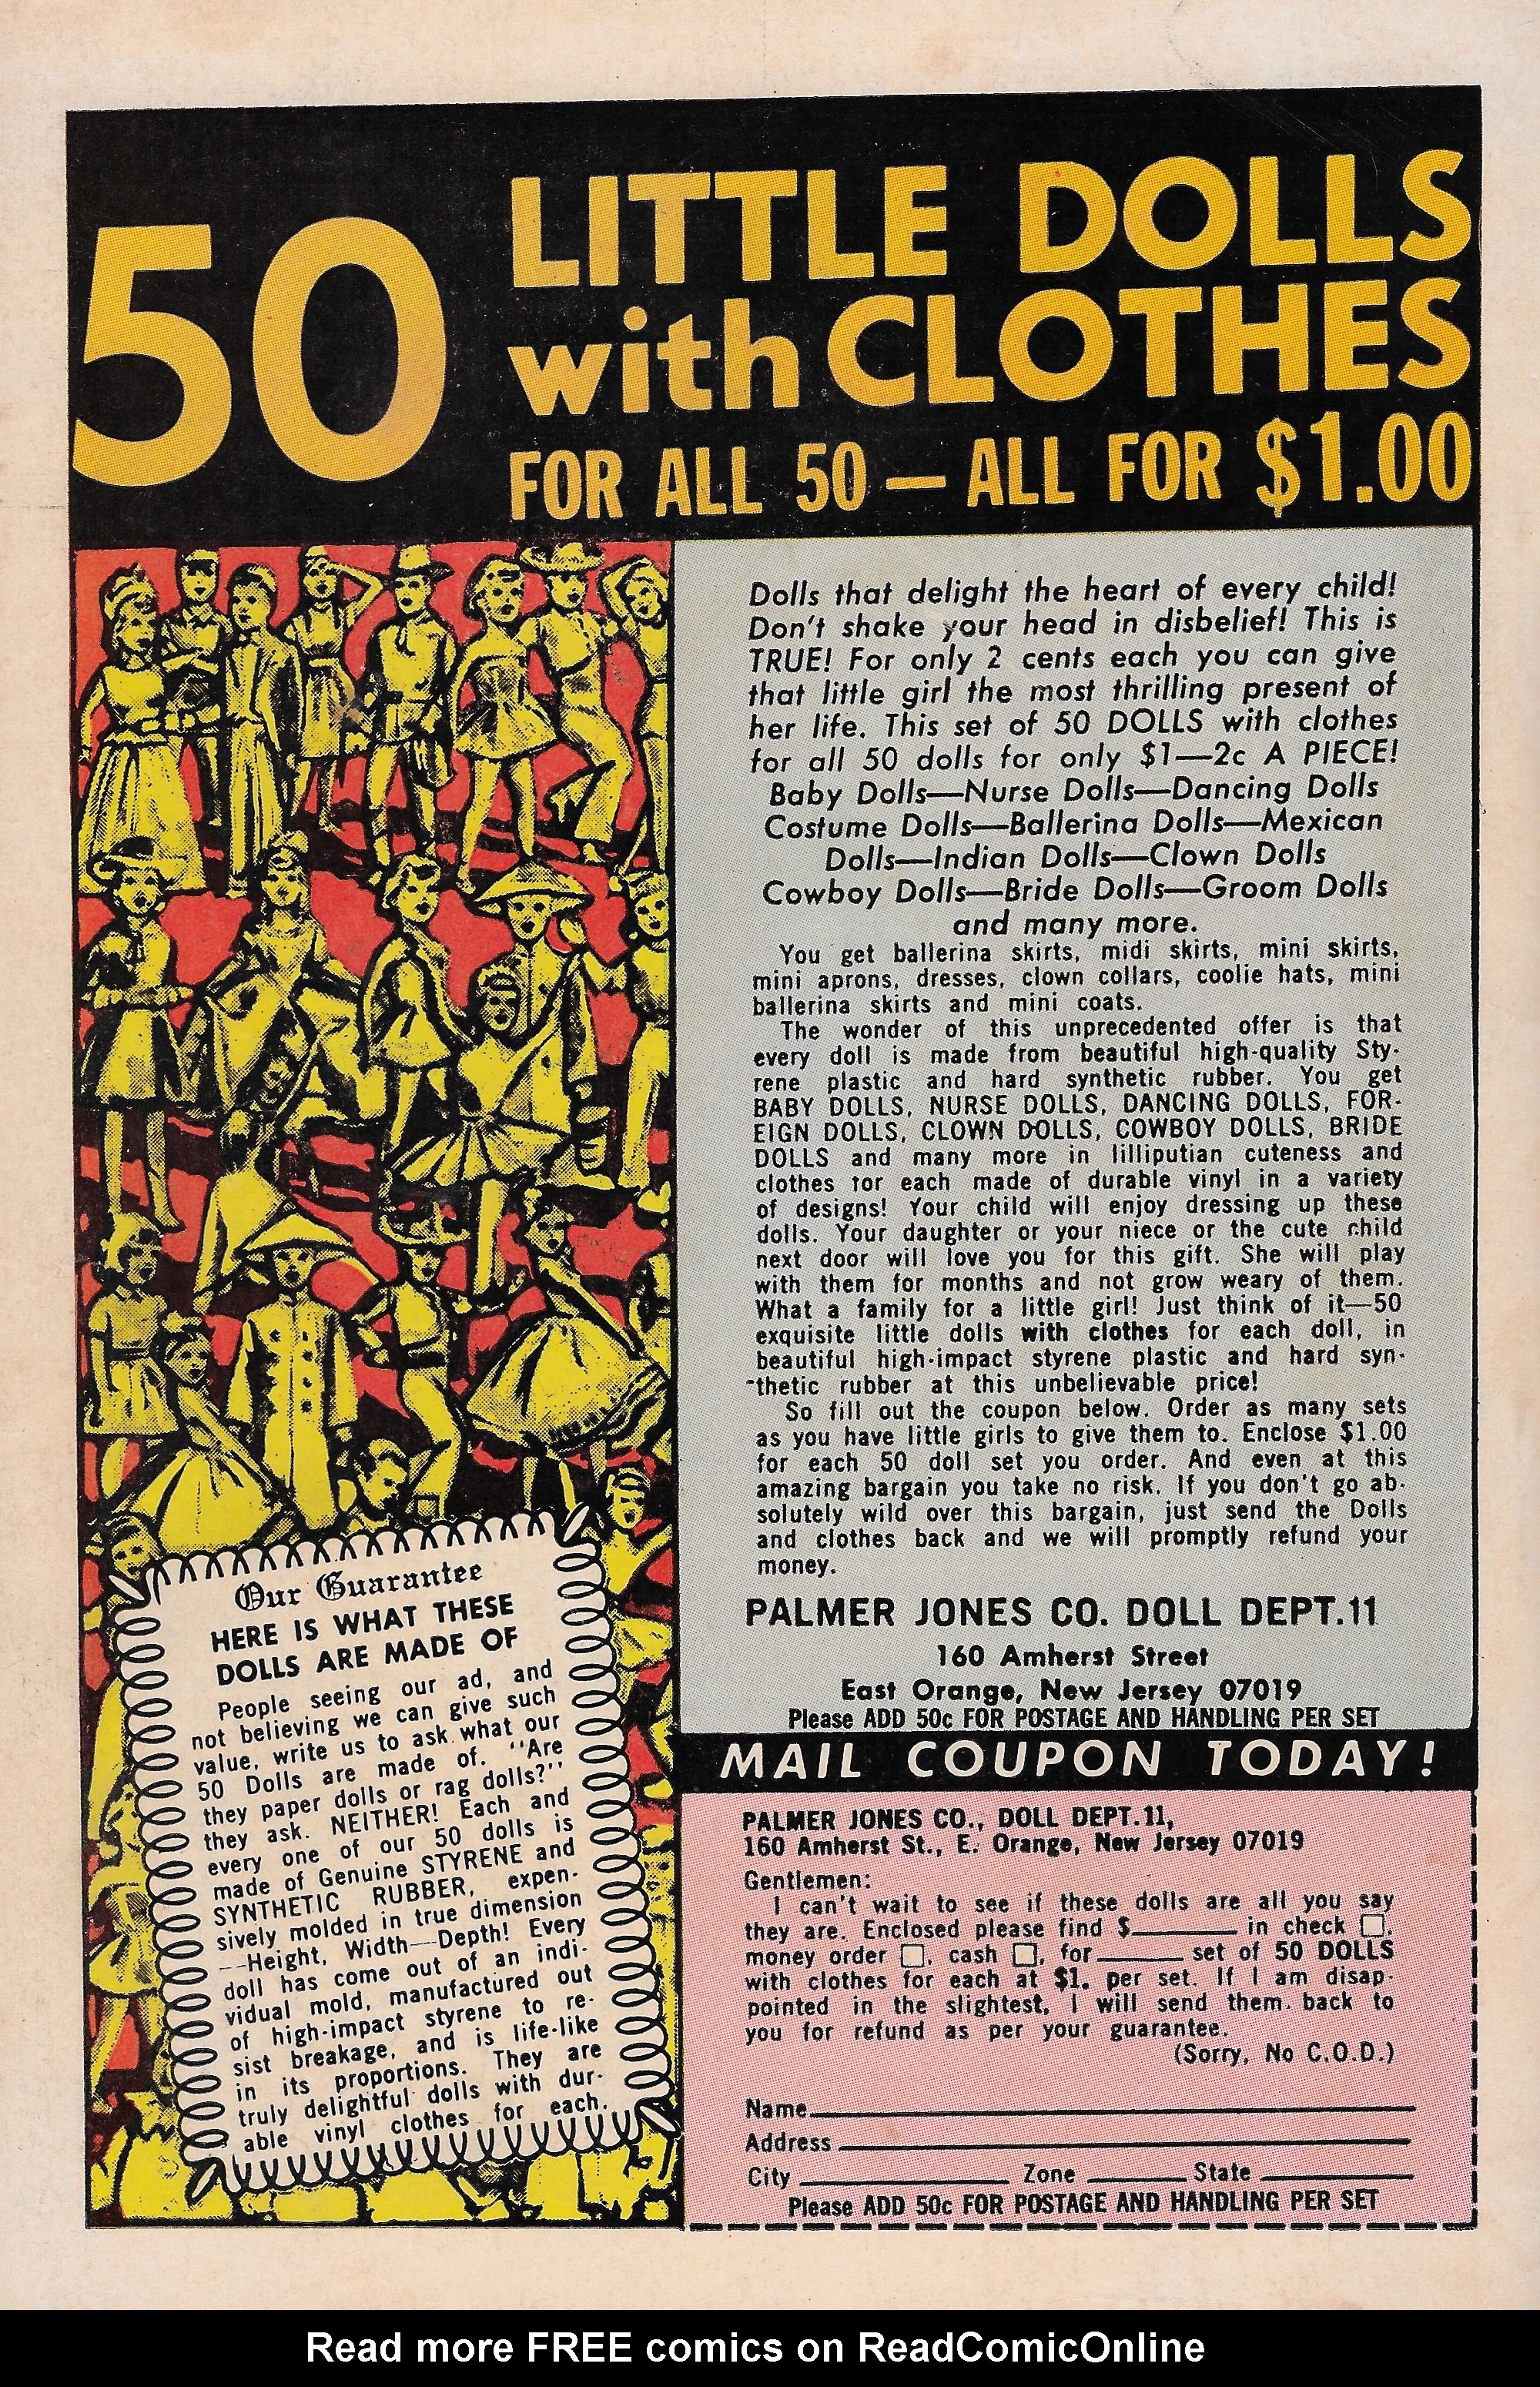 50
LITTLE DOLLS
with CLOTHES
FOR ALL 50 — ALL FOR $1.00
Dolls that delight the heart of every child!
Don't shake your head in disbelief! This is
TRUE! For only 2 cents each you can give
that little girl the most thrilling present of
her life. This set of 50 DOLLS with clothes
for all 50 dolls for only $1—2c A PIECE!
Baby Dolls—Nurse Dolls—Dancing Dolls
Costume Dolls—Ballerina Dolls—Mexican
Dolls—Indian Dolls—Clown Dolls
Cowboy Dolls—Bride Dolls—Groom Dolls
and many more.
You get ballerina skirts, midi skirts, mini skirts,
mini aprons, dresses, clown collars, coolie hats, mini
ballerina skirts and mini coats.
The wonder of this unprecedented offer is that
every doll is made from beautiful high-quality Sty-
rene plastic and hard synthetic rubber. You get
BABY DOLLS, NURSE DOLLS, DANCING DOLLS, FOR-
EIGN DOLLS, CLOWN DOLLS, COWBOY DOLLS, BRIDE
DOLLS and many more in lilliputian cuteness and
clothes for each made of durable vinyl in a variety
of designs! Your child will enjoy dressing up these
dolls. Your daughter or your niece or the cute child
next door will love you for this gift. She will play
with them for months and not grow weary of them.
What a family for a little girl! Just think of it—50
exquisite little dolls with clothes for each doll, in
beautiful high-impact styrene plastic and hard syn-
thetic rubber at this unbelievable price!
So fill out the coupon below. Order as many sets
as you have little girls to give them to. Enclose $1.00
for each 50 doll set you order. And even at this
amazing bargain you take no risk. If you don't go ab-
solutely wild over this bargain, just send the Dolls
and clothes back and we will promptly refund your
money.
PALMER JONES CO. DOLL DEPT.11
160 Amherst Street
East Orange, New Jersey 07019
Please ADD 50c FOR POSTAGE AND HANDLING PER SET
Our Guarantee
HERE IS WHAT THESE
DOLLS ARE MADE OF
People seeing our ad, and
not believing we can give such
value, write us to ask what our
50 Dolls are made of. "Are
they paper dolls or rag dolls?"
they ask. NEITHER! Each and
every one of our 50 dolls is
made of Genuine STYRENE and
SYNTHETIC RUBBER, expen-
sively molded in true dimension
--Height, Width—Depth! Every
doll has come out of an indi-
vidual mold, manufactured out
of high-impact styrene to re-
sist breakage, and is life-like
in its proportions. They are
truly delightful dolls with dur-
able vinyl clothes for each.
MAIL COUPON TODAY!
PALMER JONES CO., DOLL DEPT.11,
160 Amherst St., E. Orange, New Jersey 07019
Gentlemen:
I can't wait to see if these dolls are all you say
they are. Enclosed please find $________ in check □,
money order □, cash □, for______ set of 50 DOLLS
with clothes for each at $1. per set. If I am disap-
pointed in the slightest, I will send them. back to
you for refund as per your guarantee.
(Sorry, No C.O.D.)
Name
Address
City ________ Zone ________ State ________
Please ADD 50c FOR POSTAGE AND HANDLING PER SET
Read more FREE comics on ReadComicOnline